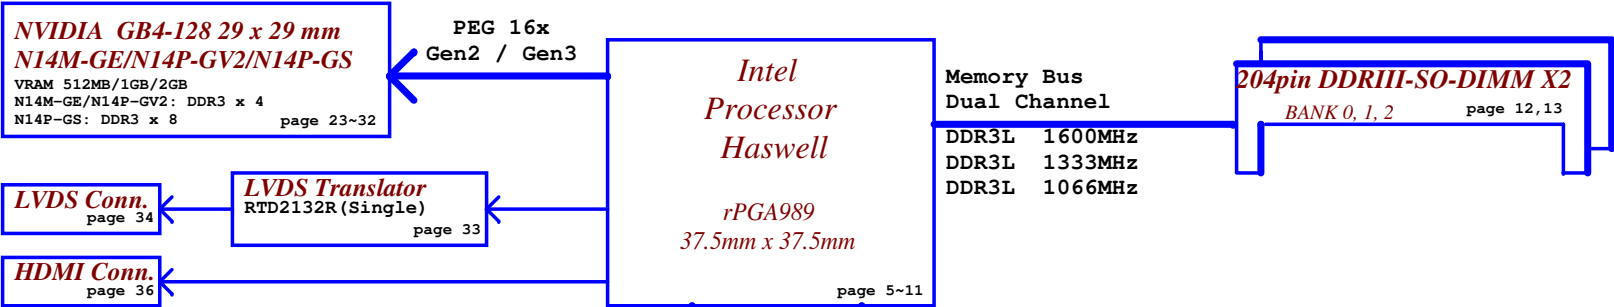 NVIDIA GB4-128 29 x 29 mm
N14M-GE/N14P-GV2/N14P-GS
VRAM 512MB/1GB/2GB
N14M-GE/N14P-GV2: DDR3 x 4
N14P-GS: DDR3 x 8
page 23~32
PEG 16x
Gen2 / Gen3
Intel
Processor
Haswell
rPGA989
37.5mm x 37.5mm
page 5~11
Memory Bus
Dual Channel
DDR3L 1600MHz
DDR3L 1333MHz
DDR3L 1066MHz
204pin DDRIII-SO-DIMM X2
BANK 0, 1, 2
page 12,13
LVDS Conn.
page 34
LVDS Translator
RTD2132R(Single)
page 33
HDMI Conn.
page 36